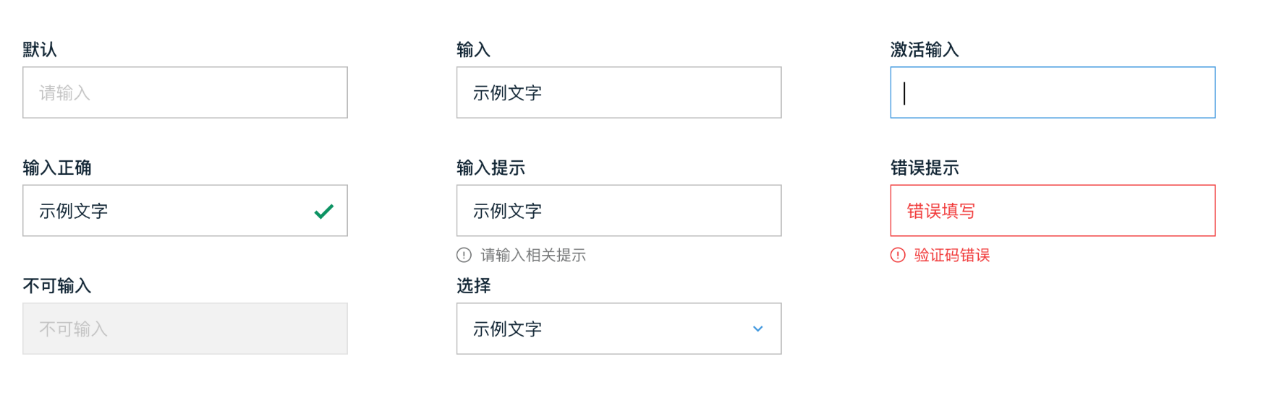 默认
请输入
输入
示例文字
激活输入
输入正确
示例文字
输入提示
示例文字
请输入相关提示
错误提示
错误填写
验证码错误
不可输入
不可输入
选择
示例文字